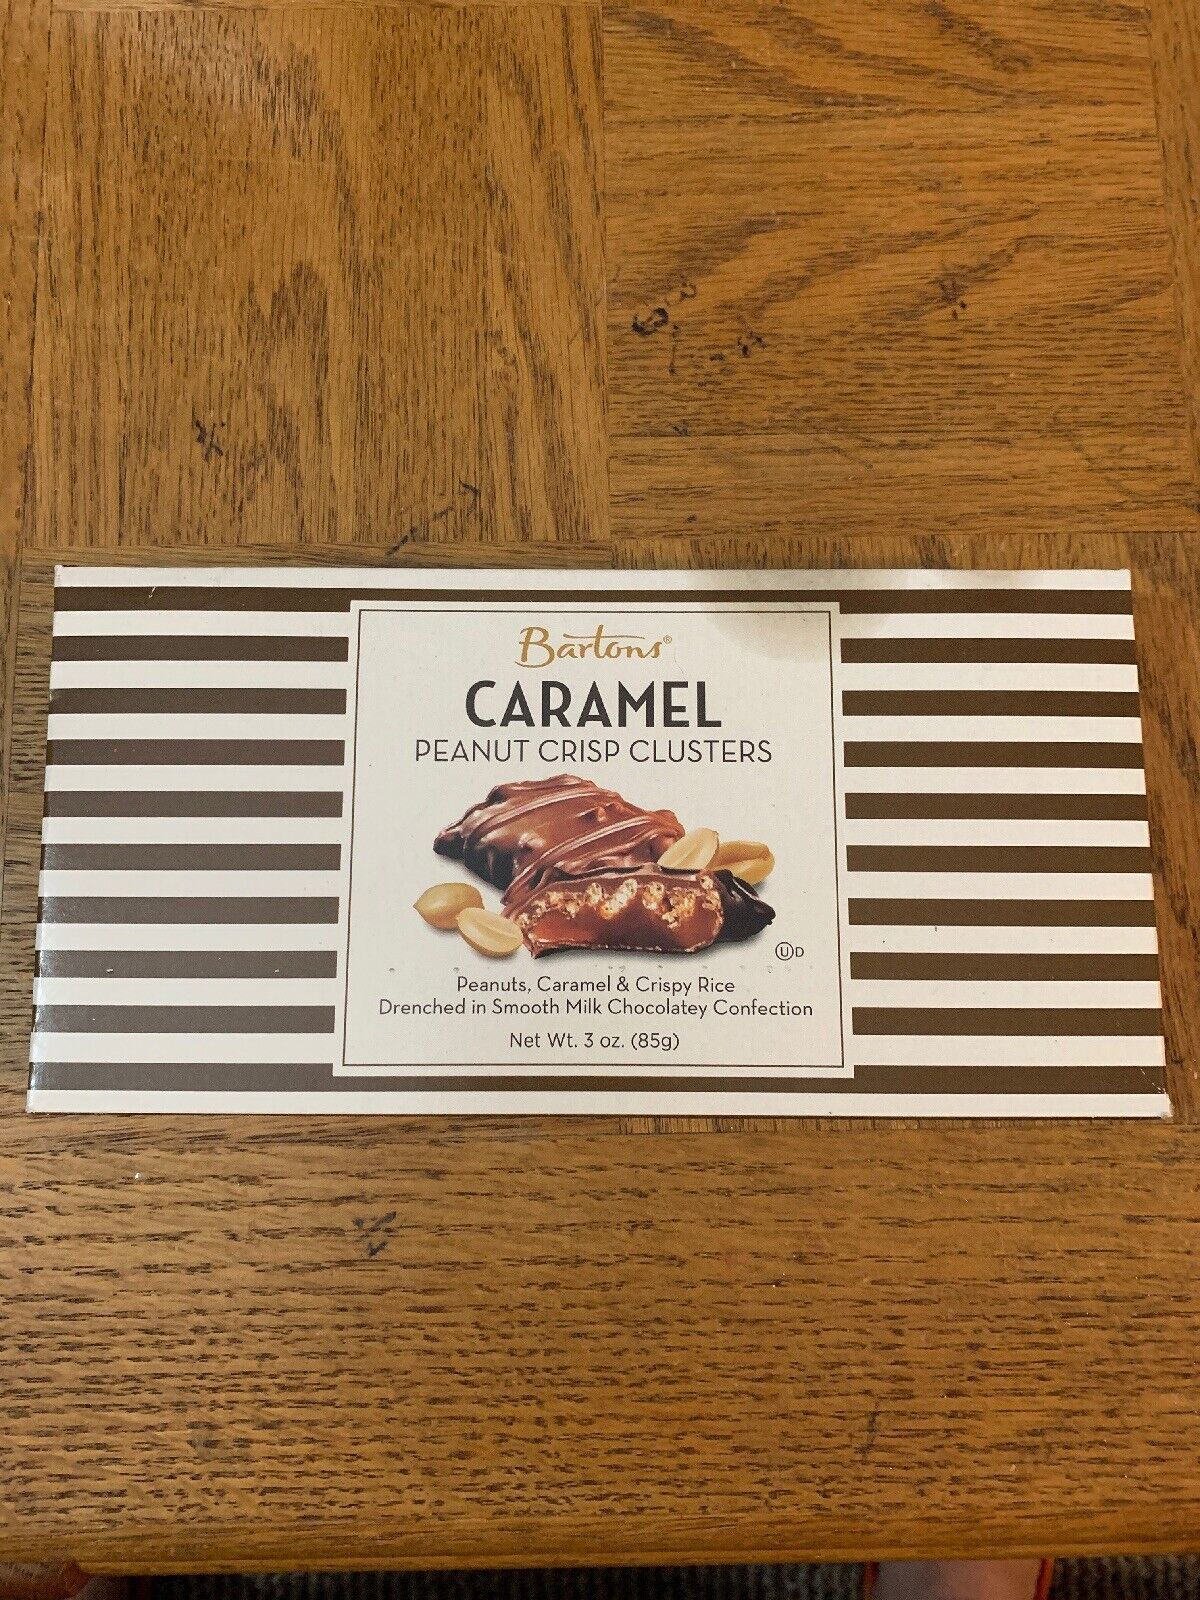 Bartons®
CARAMEL
PEANUT CRISP CLUSTERS
ⓊD
Peanuts, Caramel & Crispy Rice
Drenched in Smooth Milk Chocolatey Confection
Net Wt. 3 oz. (85g)